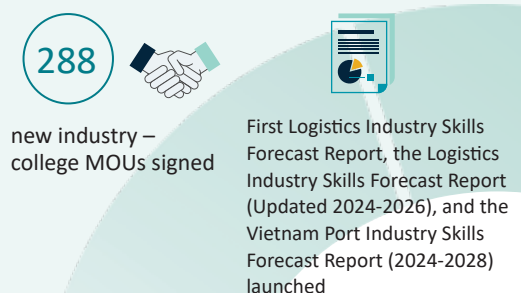 288
new industry –
college MOUs signed
First Logistics Industry Skills
Forecast Report, the Logistics
Industry Skills Forecast Report
(Updated 2024-2026), and the
Vietnam Port Industry Skills
Forecast Report (2024-2028)
launched